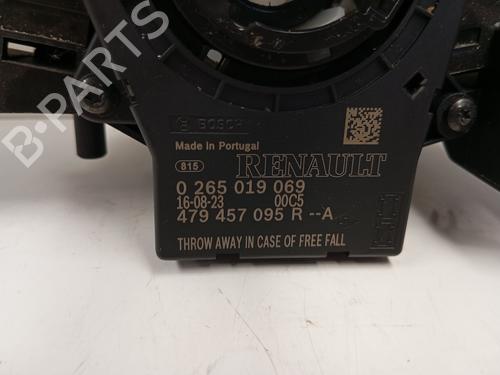 B-PARTS
BOSCH
Made in Portugal
815
RENAULT
0 265 019 069
16-08-23 00C5
479 457 095 R --A
THROW AWAY IN CASE OF FREE FALL